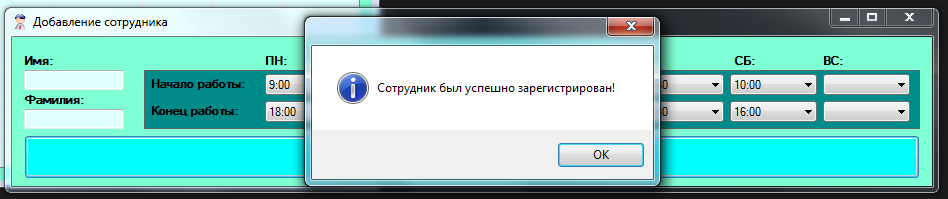 Добавление сотрудника
Имя:
ПН:
СБ:
ВС:
Начало работы:
9:00
10:00
Фамилия:
Конец работы:
18:00
16:00
Сотрудник был успешно зарегистрирован!
OK